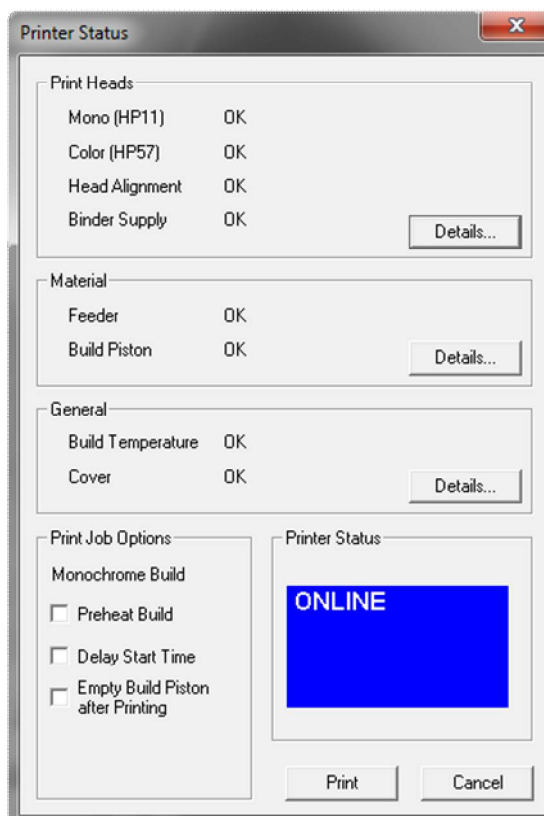 Printer Status
Print Heads
Mono (HP11) OK
Color (HP57) OK
Head Alignment OK
Binder Supply OK
Details...
Material
Feeder OK
Build Piston OK
Details...
General
Build Temperature OK
Cover OK
Details...
Print Job Options
Monochrome Build
Preheat Build
Delay Start Time
Empty Build Piston
after Printing
Printer Status
ONLINE
Print Cancel